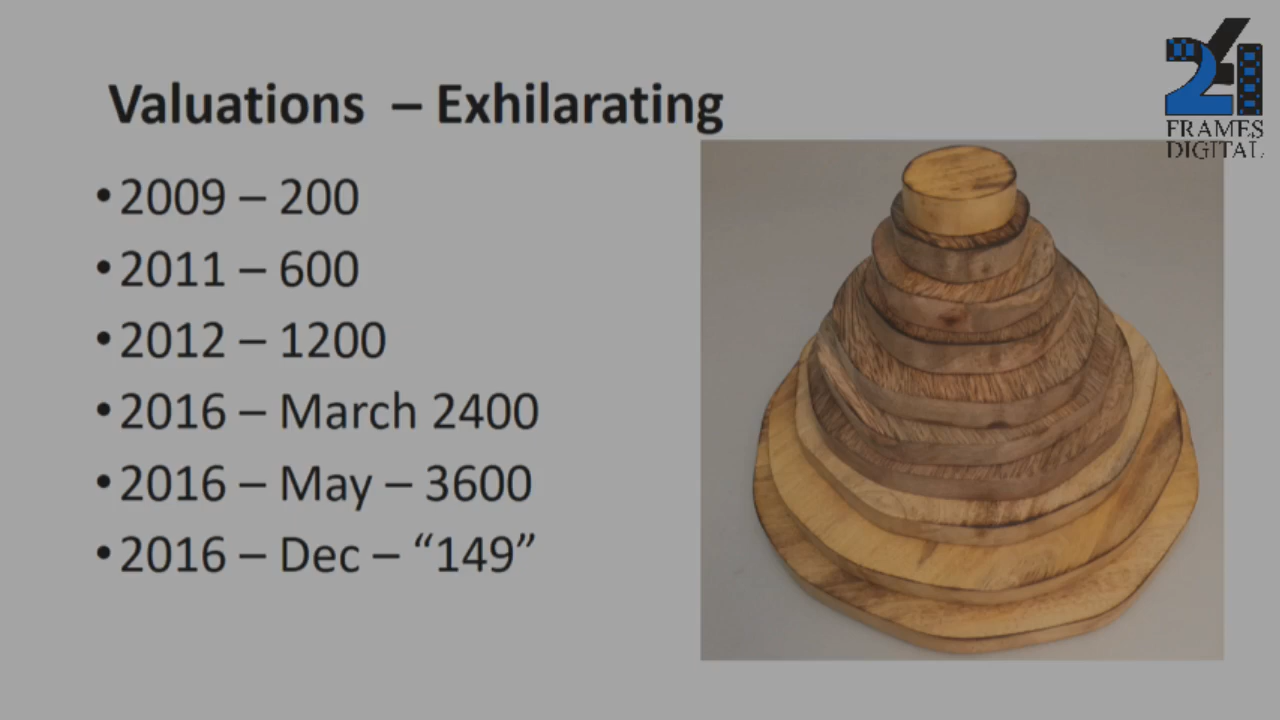 Valuations – Exhilarating
• 2009 – 200
• 2011 – 600
• 2012 – 1200
• 2016 – March 2400
• 2016 – May – 3600
• 2016 – Dec – “149”
24
FRAMES
DIGITAL